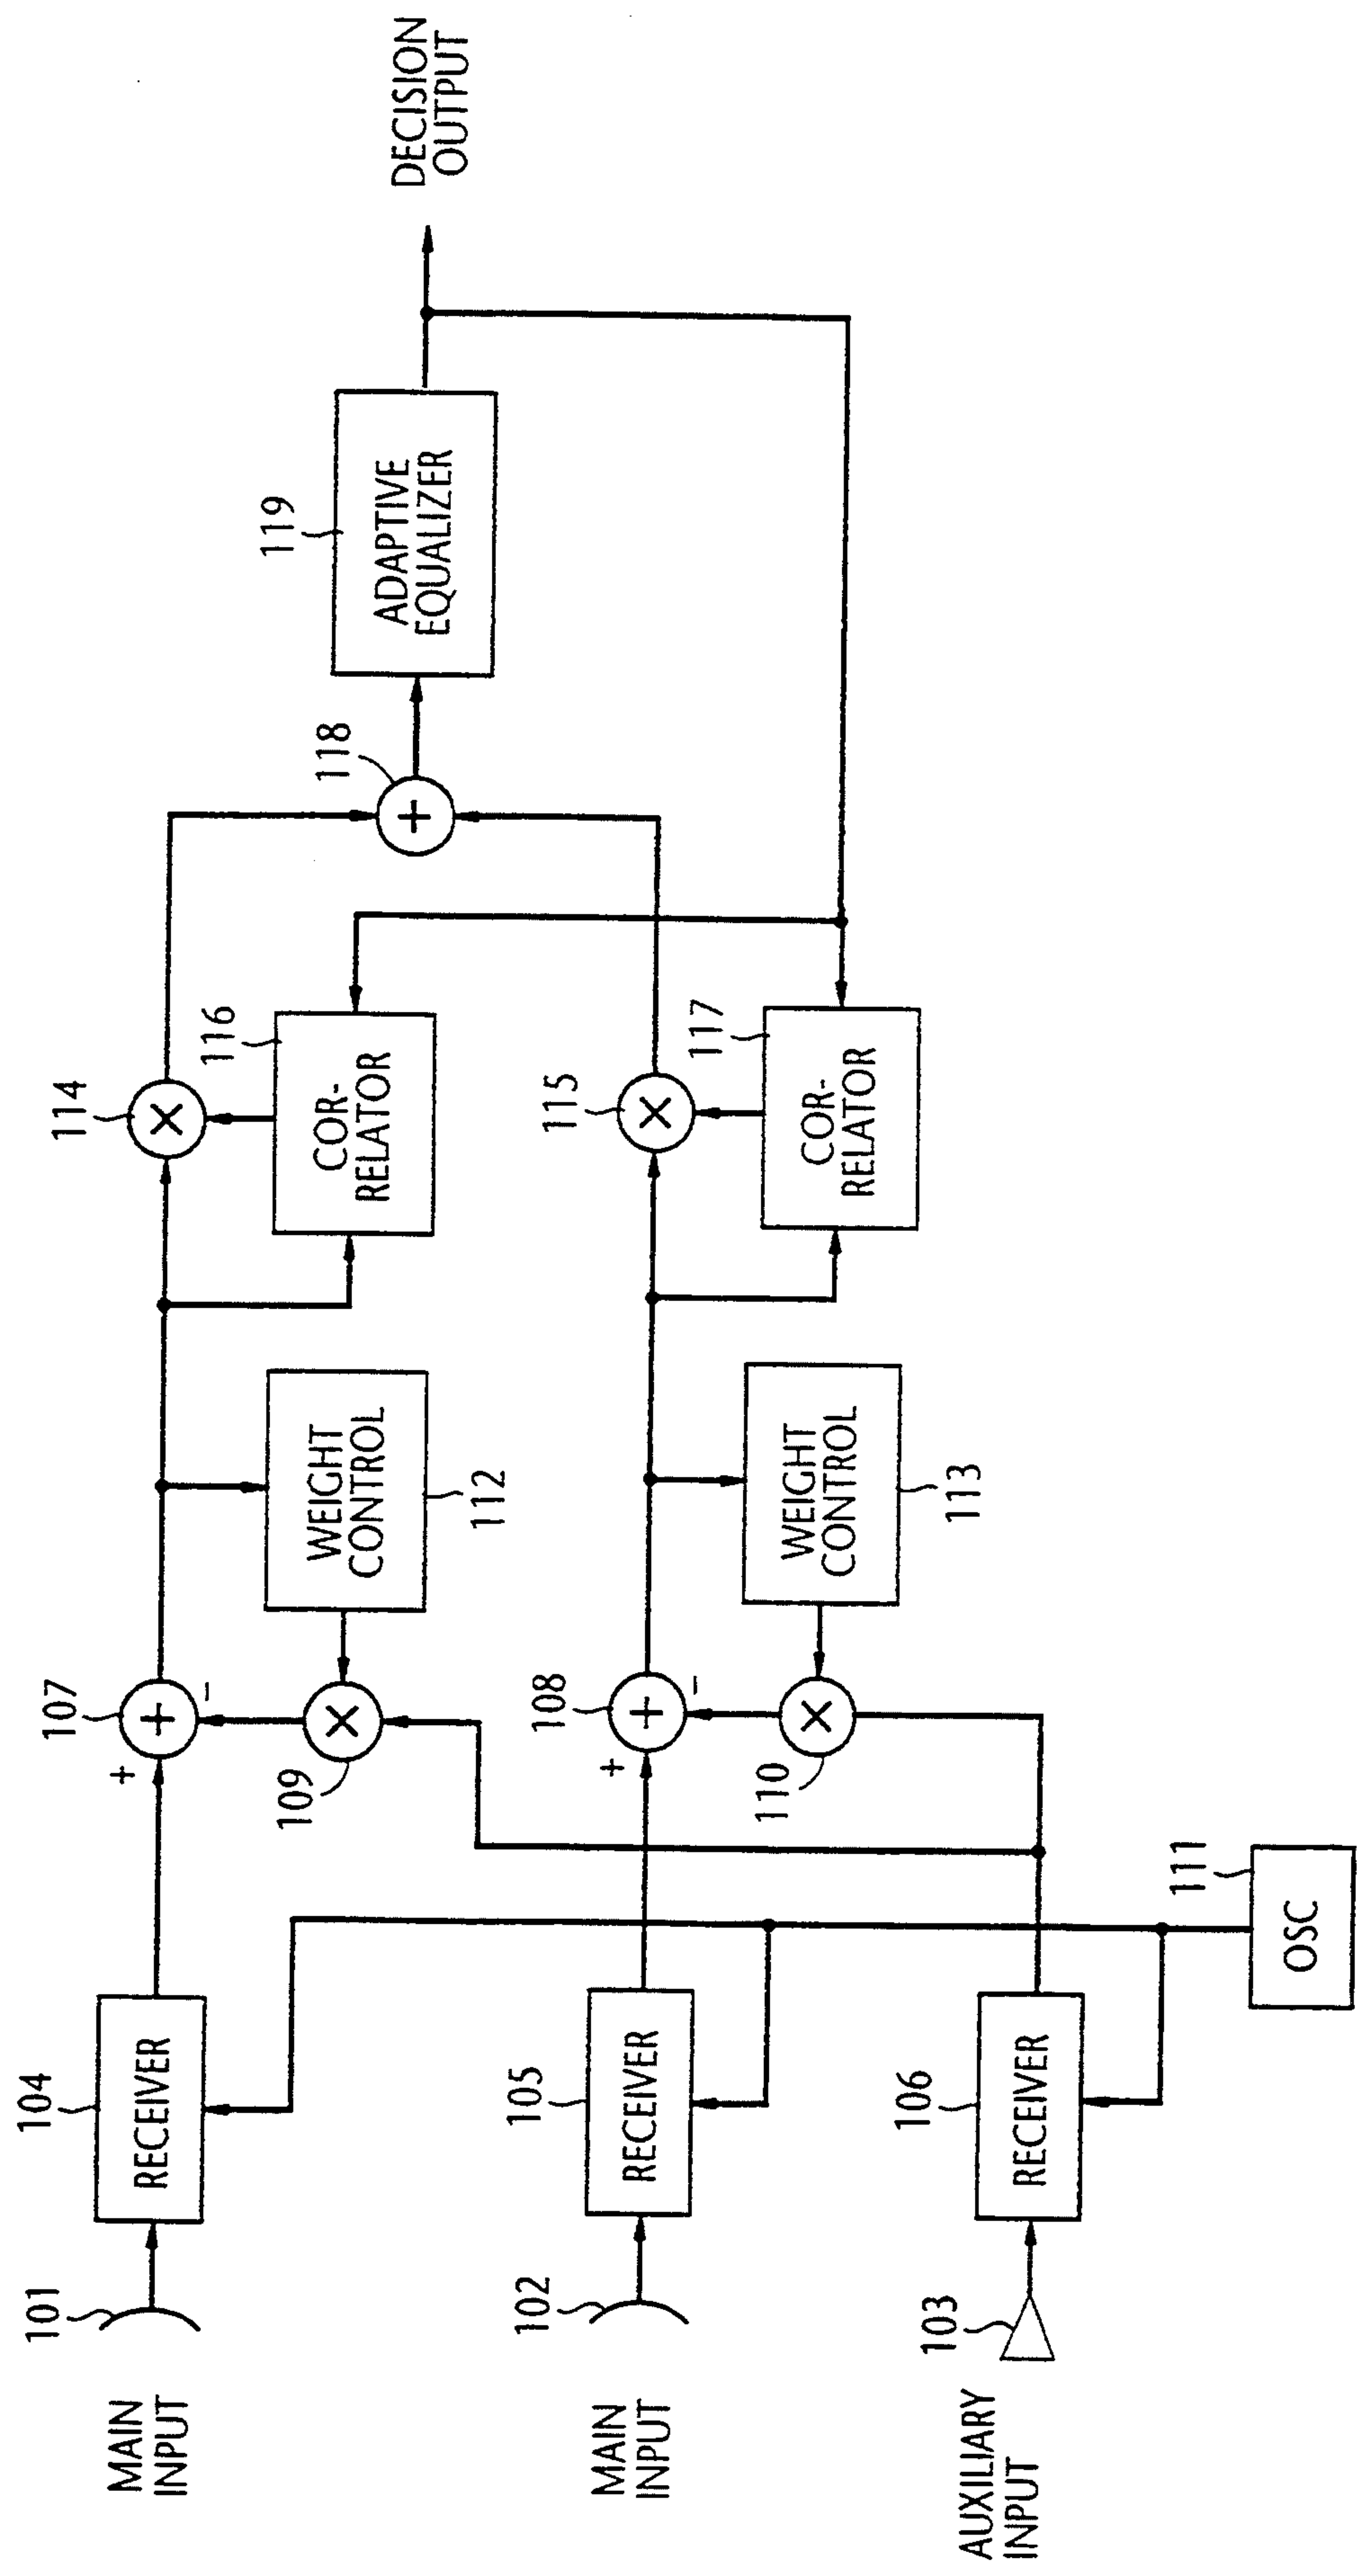 MAIN
INPUT
101
104
RECEIVER
107
+
+
−
109
×
WEIGHT
CONTROL
112
114
×
116
COR-
RELATOR
118
+
119
ADAPTIVE
EQUALIZER
DECISION
OUTPUT
MAIN
INPUT
102
105
RECEIVER
108
+
+
−
110
×
WEIGHT
CONTROL
113
115
×
117
COR-
RELATOR
AUXILIARY
INPUT
103
106
RECEIVER
111
OSC